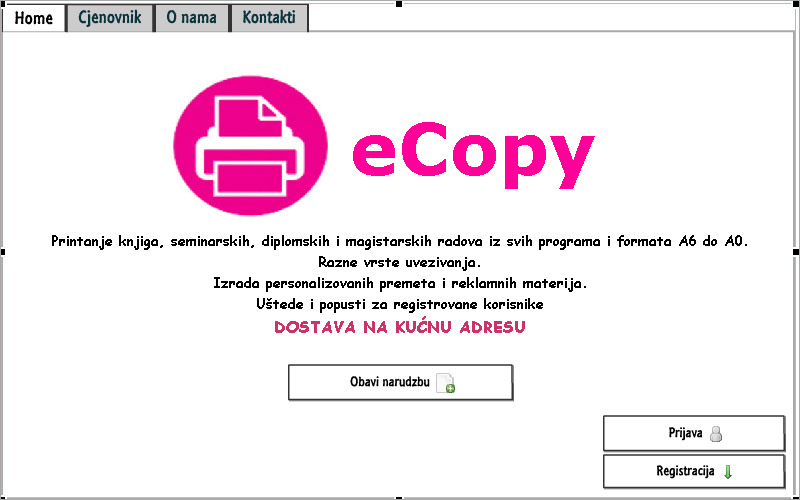 Home
Cjenovnik
O nama
Kontakti
eCopy
Printanje knjiga, seminarskih, diplomskih i magistarskih radova iz svih programa i formata A6 do A0.
Razne vrste uvezivanja.
Izrada personalizovanih premeta i reklamnih materija.
Uštede i popusti za registrovane korisnike
DOSTAVA NA KUĆNU ADRESU
Obavi narudzbu
Prijava
Registracija